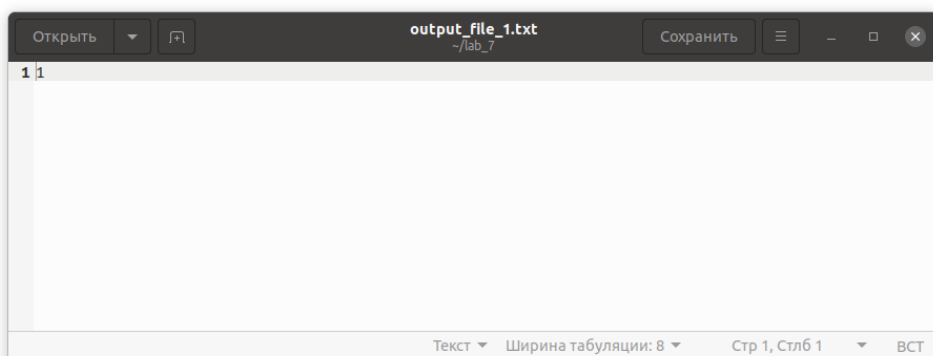 Открыть
output_file_1.txt
~/lab_7
Сохранить
1 1
Текст Ширина табуляции: 8 Стр 1, Стлб 1 ВСТ